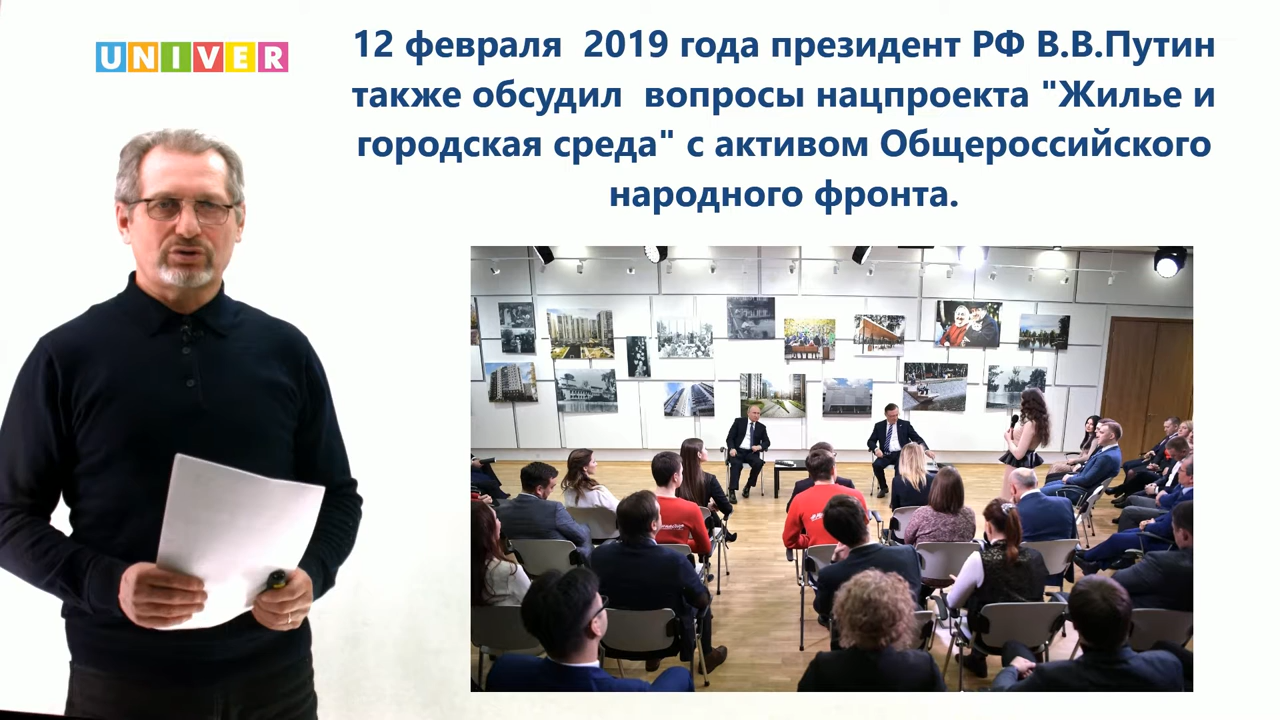 UNIVER
12 февраля  2019 года президент РФ В.В.Путин
также обсудил  вопросы нацпроекта "Жилье и
городская среда" с активом Общероссийского
народного фронта.